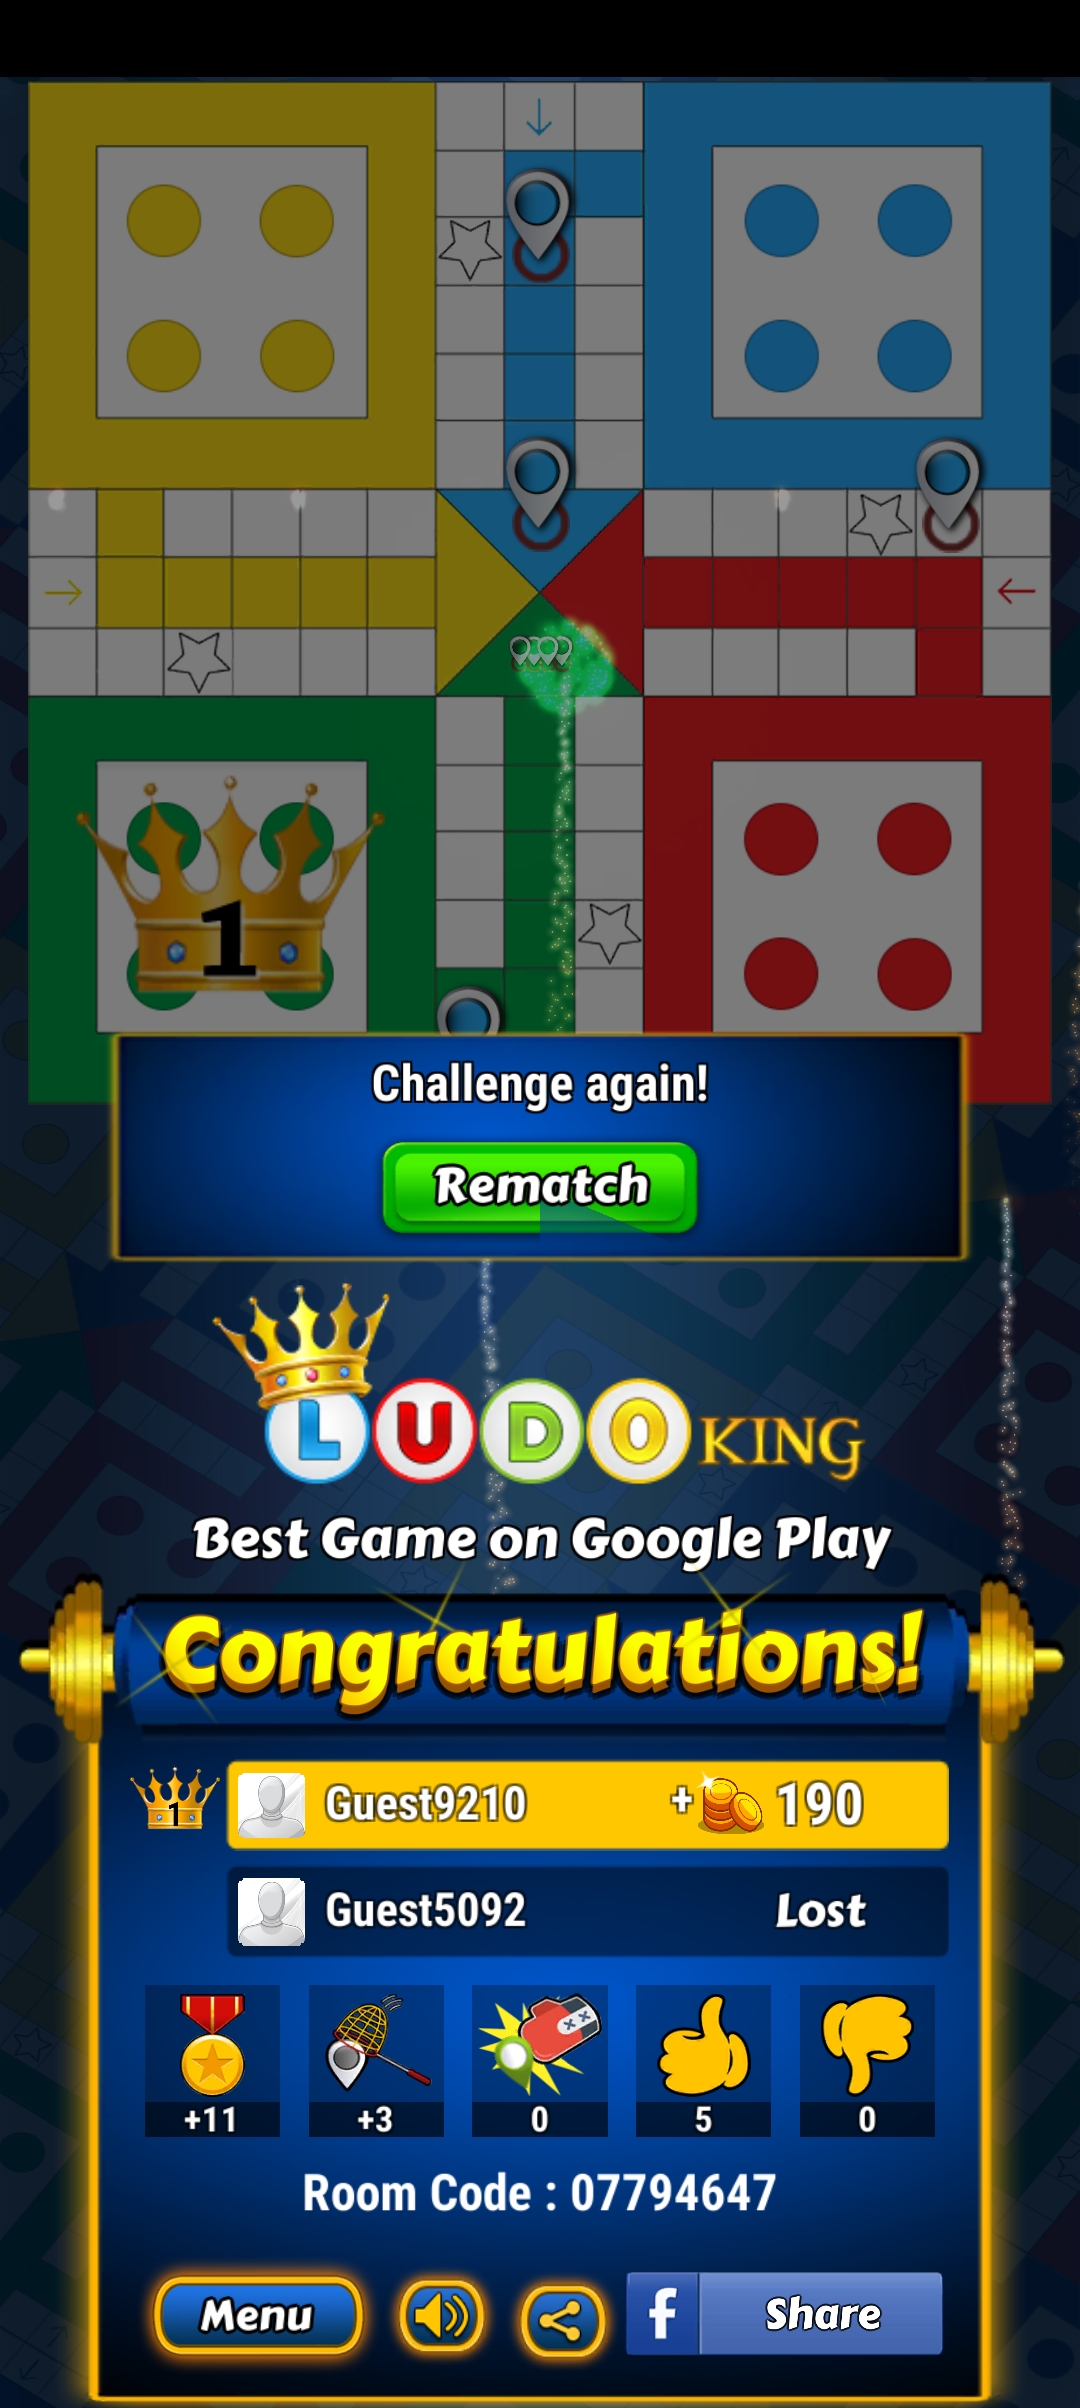 1
Challenge again!
Rematch
LUDO KING
Best Game on Google Play
Congratulations!
1 Guest9210 + 190
Guest5092 Lost
+11 +3 0 5 0
Room Code : 07794647
Menu f Share